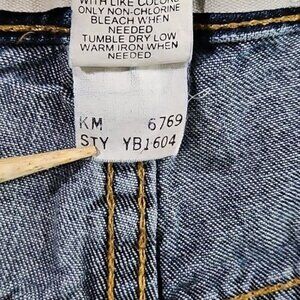 WITH LIKE COLORS
ONLY NON-CHLORINE
BLEACH WHEN
NEEDED
TUMBLE DRY LOW
WARM IRON WHEN
NEEDED
KM 6769
STY YB1604